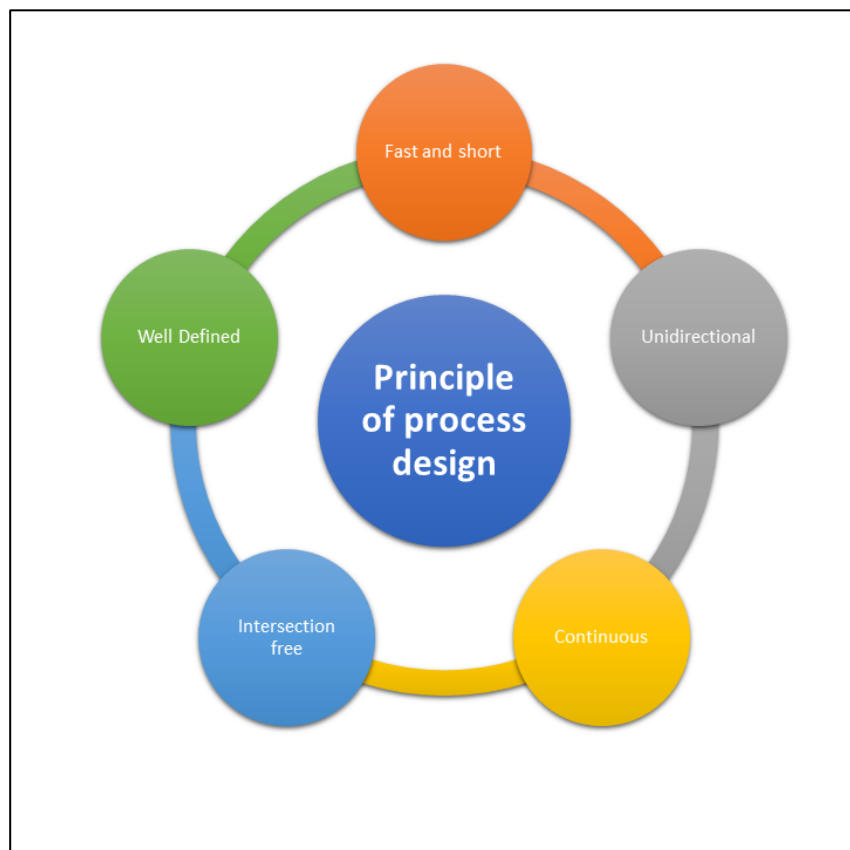 Fast and short
Unidirectional
Continuous
Intersection
free
Well Defined
Principle
of process
design